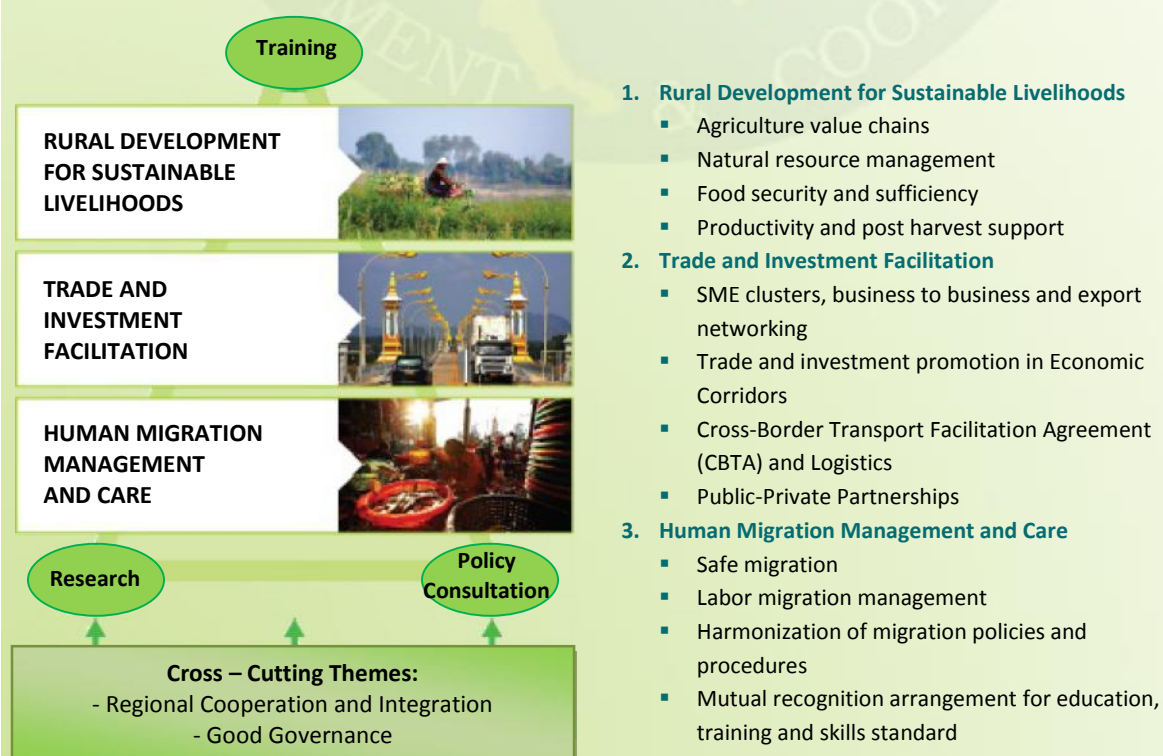 Training
RURAL DEVELOPMENT
FOR SUSTAINABLE
LIVELIHOODS
TRADE AND
INVESTMENT
FACILITATION
HUMAN MIGRATION
MANAGEMENT
AND CARE
Research
Policy
Consultation
Cross – Cutting Themes:
- Regional Cooperation and Integration
- Good Governance
1. Rural Development for Sustainable Livelihoods
▪ Agriculture value chains
▪ Natural resource management
▪ Food security and sufficiency
▪ Productivity and post harvest support
2. Trade and Investment Facilitation
▪ SME clusters, business to business and export
networking
▪ Trade and investment promotion in Economic
Corridors
▪ Cross-Border Transport Facilitation Agreement
(CBTA) and Logistics
▪ Public-Private Partnerships
3. Human Migration Management and Care
▪ Safe migration
▪ Labor migration management
▪ Harmonization of migration policies and
procedures
▪ Mutual recognition arrangement for education,
training and skills standard